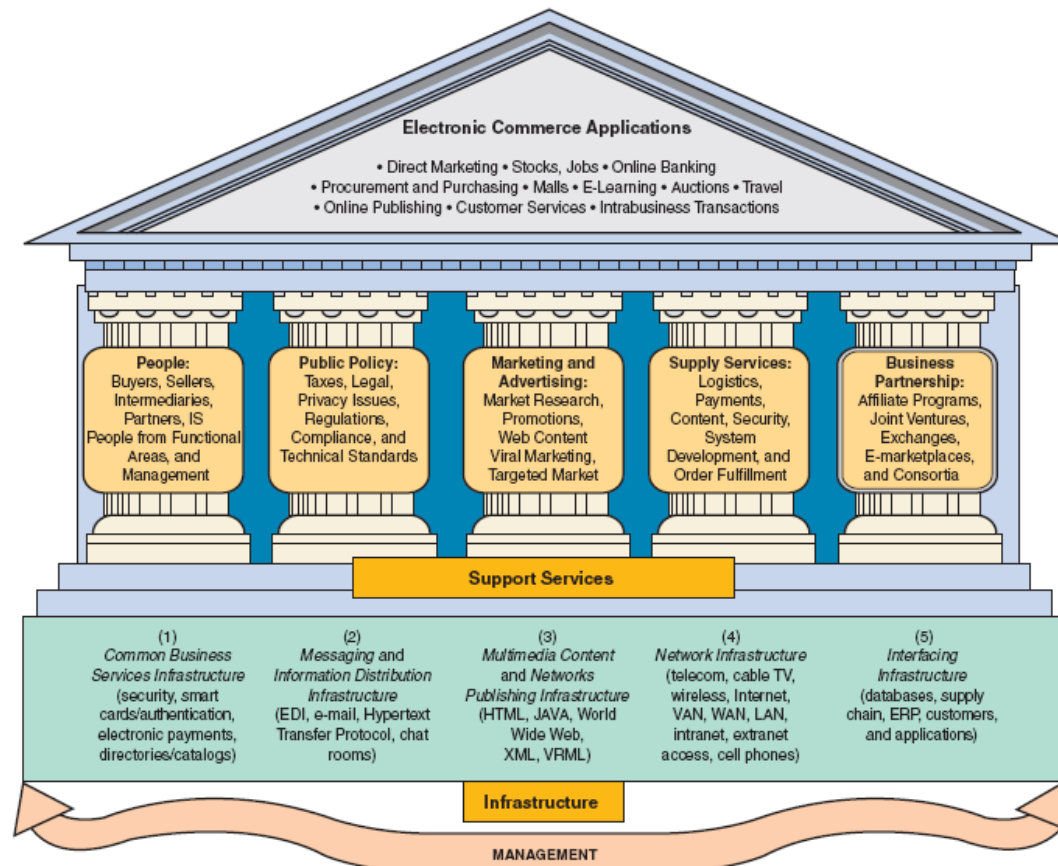 Electronic Commerce Applications
• Direct Marketing • Stocks, Jobs • Online Banking
• Procurement and Purchasing • Malls • E-Learning • Auctions • Travel
• Online Publishing • Customer Services • Intrabusiness Transactions
People:
Buyers, Sellers,
Intermediaries,
Partners, IS
People from Functional
Areas, and
Management
Public Policy:
Taxes, Legal,
Privacy Issues,
Regulations,
Compliance, and
Technical Standards
Marketing and
Advertising:
Market Research,
Promotions,
Web Content
Viral Marketing,
Targeted Market
Supply Services:
Logistics,
Payments,
Content, Security,
System
Development, and
Order Fulfillment
Business
Partnership:
Affiliate Programs,
Joint Ventures,
Exchanges,
E-marketplaces,
and Consortia
Support Services
(1)
Common Business
Services Infrastructure
(security, smart
cards/authentication,
electronic payments,
directories/catalogs)
(2)
Messaging and
Information Distribution
Infrastructure
(EDI, e-mail, Hypertext
Transfer Protocol, chat
rooms)
(3)
Multimedia Content
and Networks
Publishing Infrastructure
(HTML, JAVA, World
Wide Web,
XML, VRML)
(4)
Network Infrastructure
(telecom, cable TV,
wireless, Internet,
VAN, WAN, LAN,
intranet, extranet
access, cell phones)
(5)
Interfacing
Infrastructure
(databases, supply
chain, ERP, customers,
and applications)
Infrastructure
MANAGEMENT